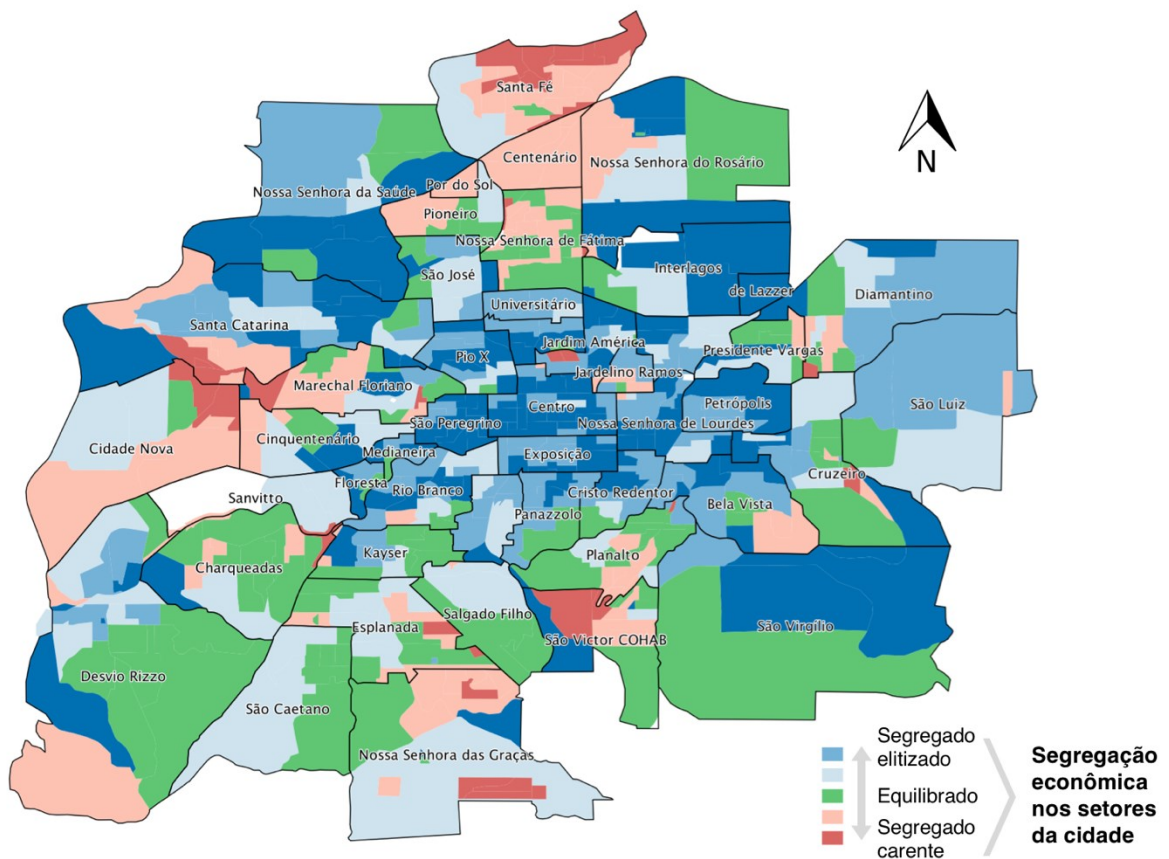 Santa Fé
N
Centenário
Nossa Senhora do Rosário
Por do Sol
Nossa Senhora da Saúde
Pioneiro
Nossa Senhora de Fátima
Interlagos
São José
de Lazzer
Diamantino
Universitário
Santa Catarina
Jardim América
Presidente Vargas
Pio X
Jardelino Ramos
Marechal Floriano
São Luiz
Petrópolis
Centro
São Peregrino
Nossa Senhora de Lourdes
Cinquentenário
Cidade Nova
Medianeira
Exposição
Cruzeiro
Floresta
Rio Branco
Cristo Redentor
Sanvitto
Bela Vista
Panazzolo
Kayser
Planalto
Charqueadas
Salgado Filho
Esplanada
São Victor COHAB
São Virgílio
Desvio Rizzo
São Caetano
Nossa Senhora das Graças
Segregado
elitizado
Equilibrado
Segregado
carente
Segregação
econômica
nos setores
da cidade